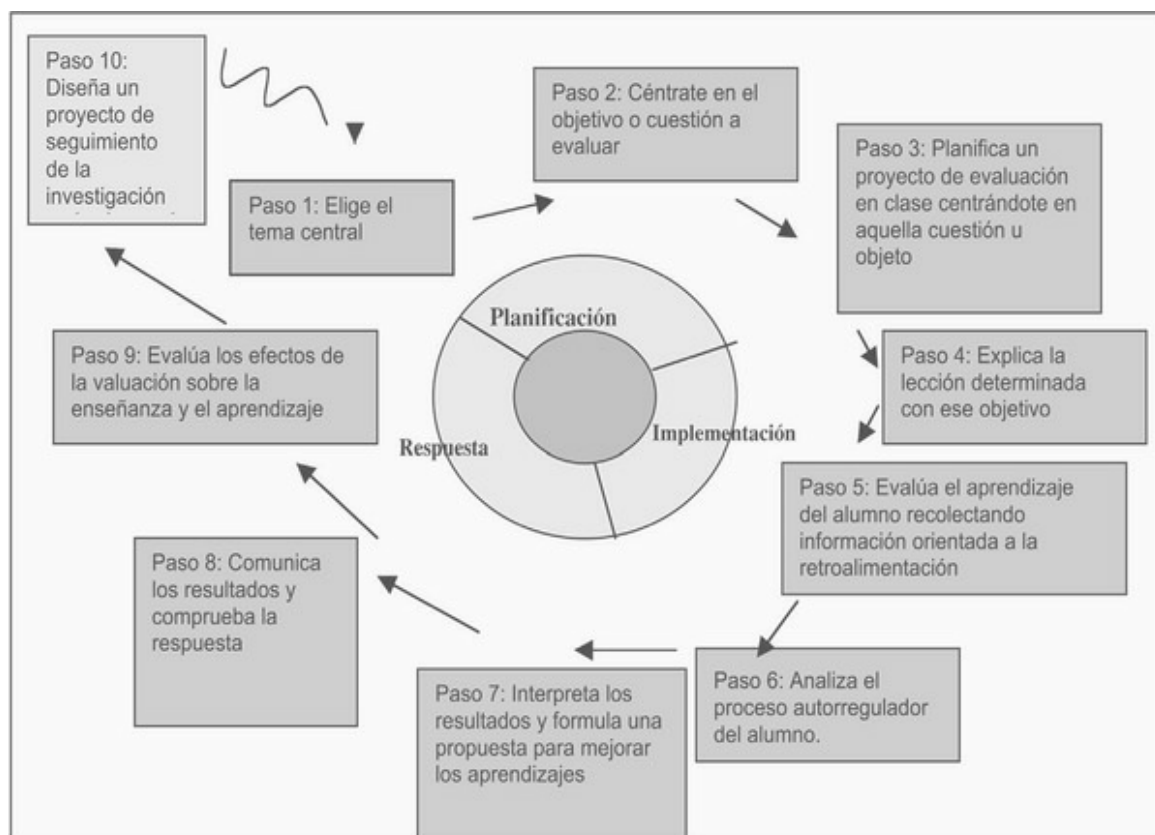 Paso 10:
Diseña un
proyecto de
seguimiento
de la
investigación
Paso 1: Elige el
tema central
Paso 2: Céntrate en el
objetivo o cuestión a
evaluar
Paso 3: Planifica un
proyecto de evaluación
en clase centrándote en
aquella cuestión u
objeto
Paso 4: Explica la
lección determinada
con ese objetivo
Paso 5: Evalúa el aprendizaje
del alumno recolectando
información orientada a la
retroalimentación
Paso 6: Analiza el
proceso autorregulador
del alumno.
Paso 7: Interpreta los
resultados y formula una
propuesta para mejorar
los aprendizajes
Paso 8: Comunica
los resultados y
comprueba la
respuesta
Paso 9: Evalúa los efectos de
la valuación sobre la
enseñanza y el aprendizaje
Planificación
Implementación
Respuesta